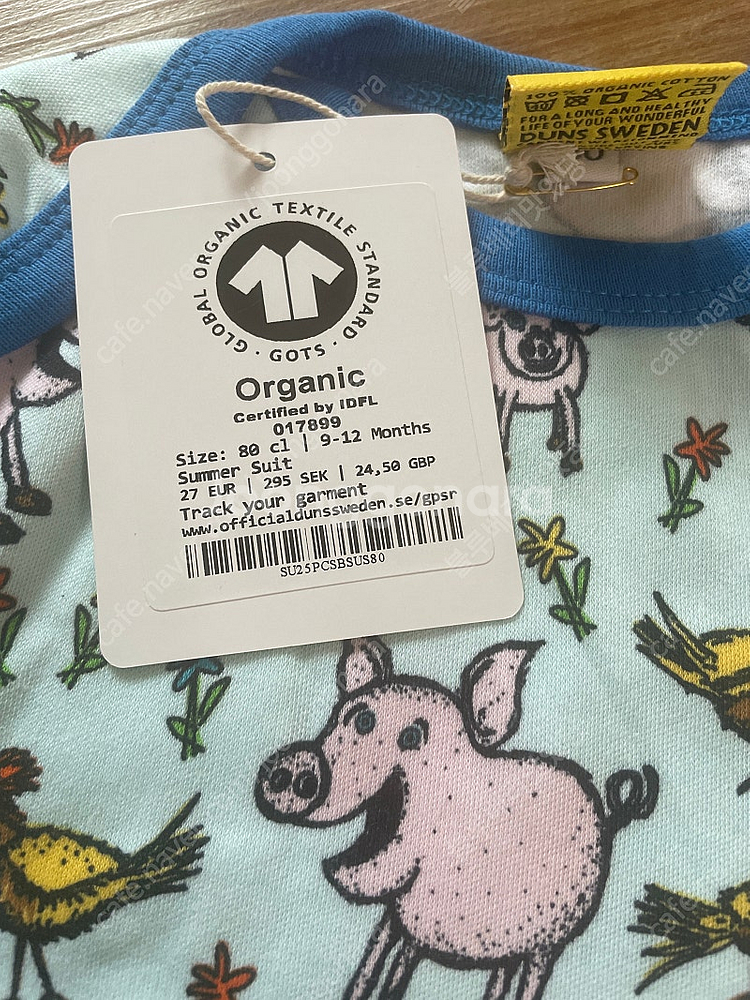 100% ORGANIC COTTON
FOR A LONG AND HEALTHY
LIFE OF YOUR WONDERFUL
DUNS SWEDEN
GLOBAL ORGANIC TEXTILE STANDARD · GOTS ·
Organic
Certified by IDFL
017899
Size: 80 cl | 9-12 Months
Summer Suit
27 EUR | 295 SEK | 24,50 GBP
Track your garment
www.officialdunssweden.se/gpsr
SU25PCSBSUS80